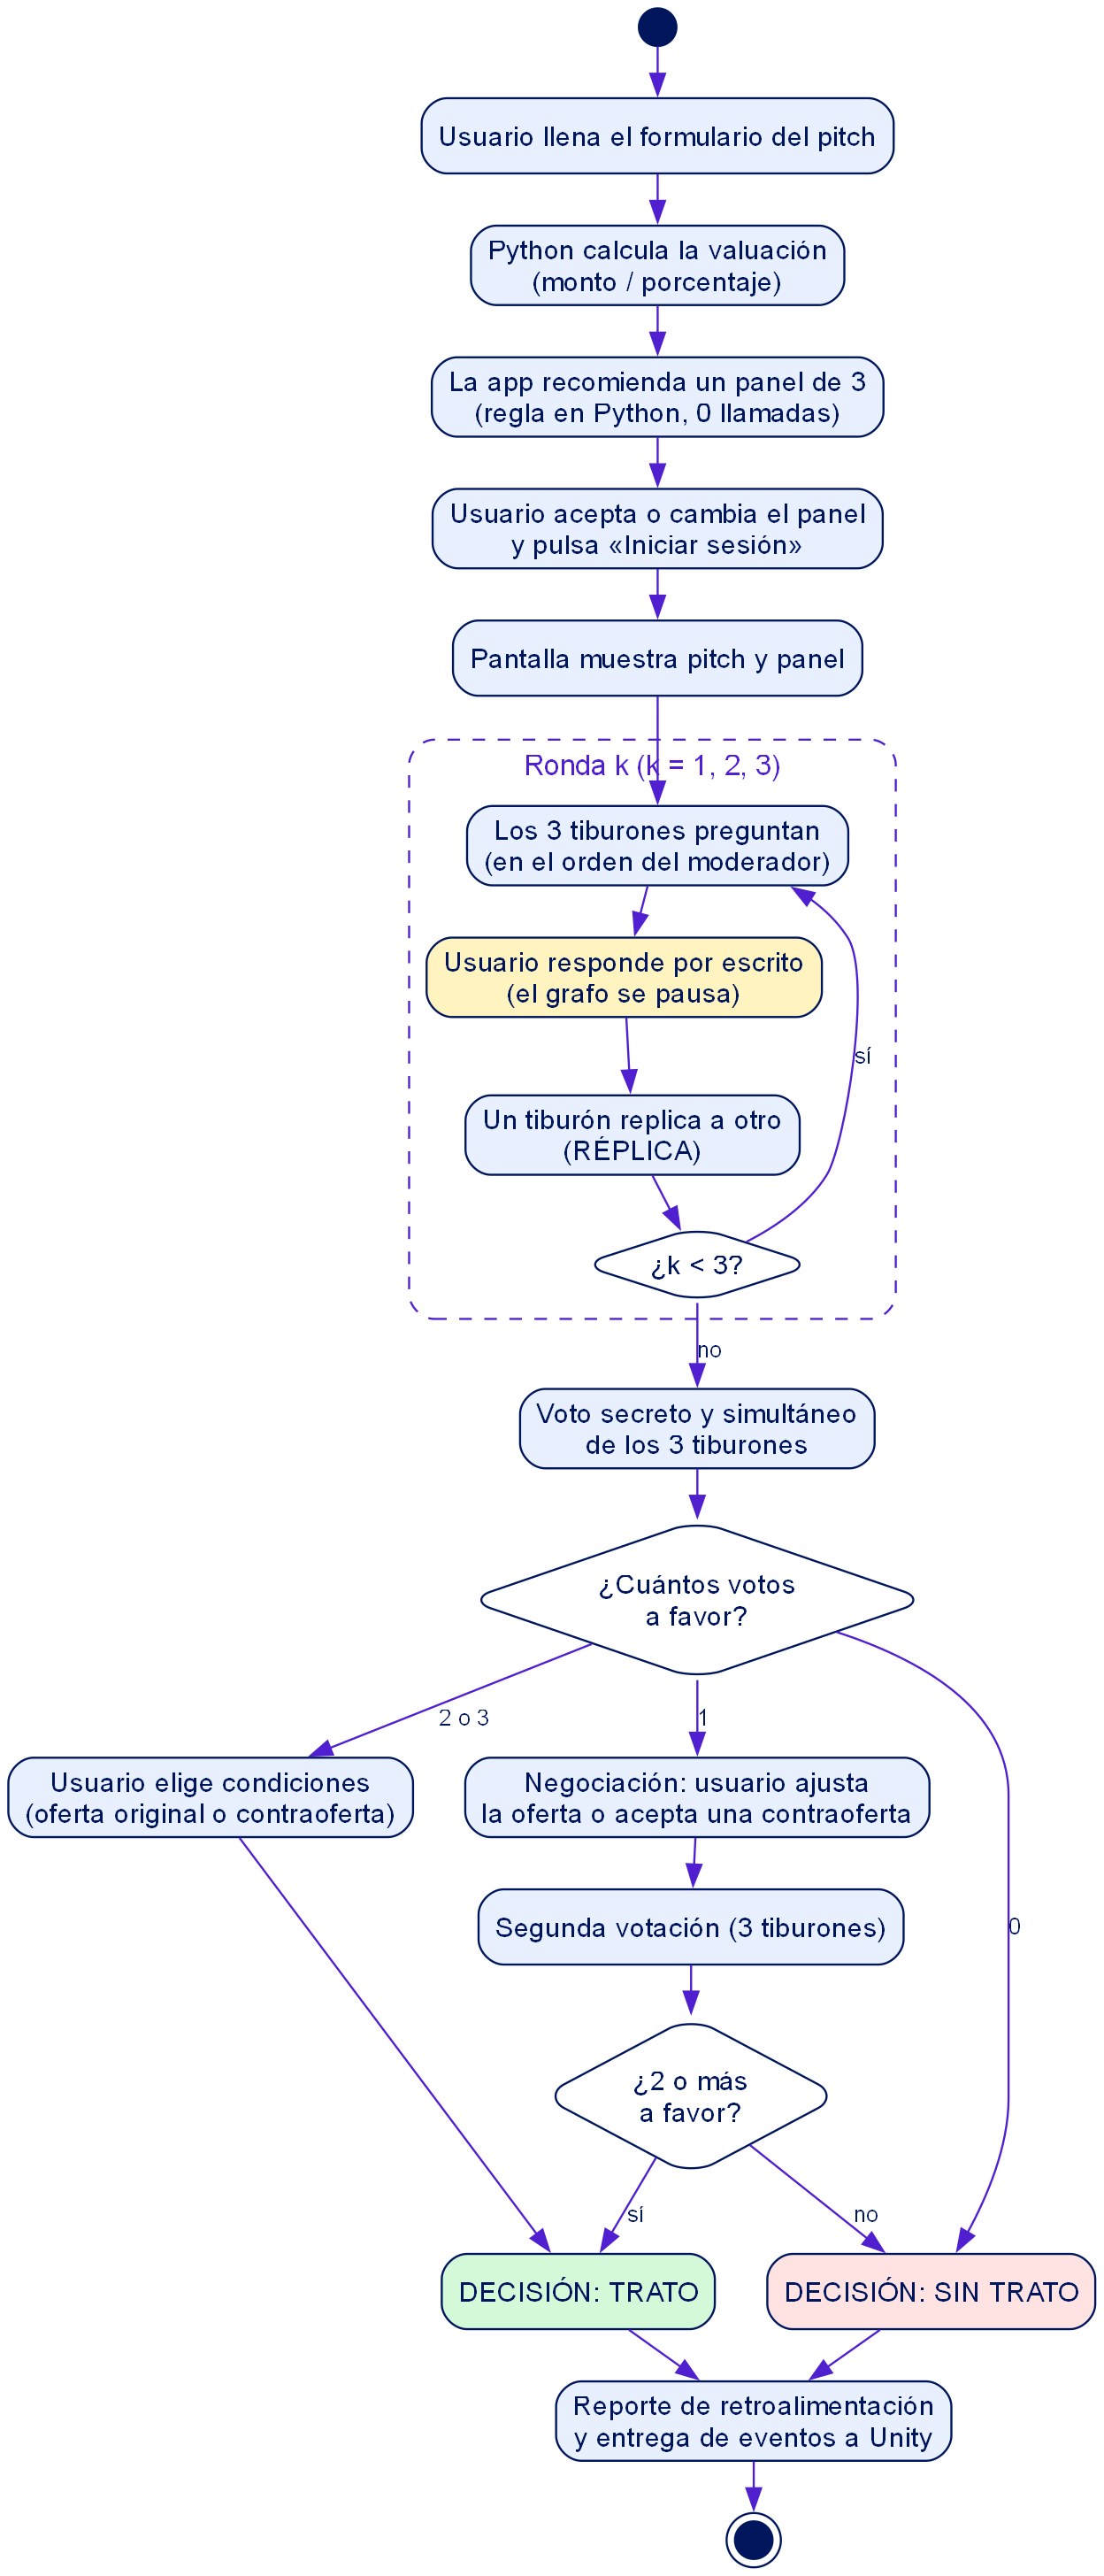 Usuario llena el formulario del pitch
Python calcula la valuación
(monto / porcentaje)
La app recomienda un panel de 3
(regla en Python, 0 llamadas)
Usuario acepta o cambia el panel
y pulsa «Iniciar sesión»
Pantalla muestra pitch y panel
Ronda k (k = 1, 2, 3)
Los 3 tiburones preguntan
(en el orden del moderador)
Usuario responde por escrito
(el grafo se pausa)
sí
Un tiburón replica a otro
(RÉPLICA)
¿k < 3?
no
Voto secreto y simultáneo
de los 3 tiburones
¿Cuántos votos
a favor?
2 o 3
1
Usuario elige condiciones
(oferta original o contraoferta)
Negociación: usuario ajusta
la oferta o acepta una contraoferta
Segunda votación (3 tiburones)
0
¿2 o más
a favor?
sí
no
DECISIÓN: TRATO
DECISIÓN: SIN TRATO
Reporte de retroalimentación
y entrega de eventos a Unity